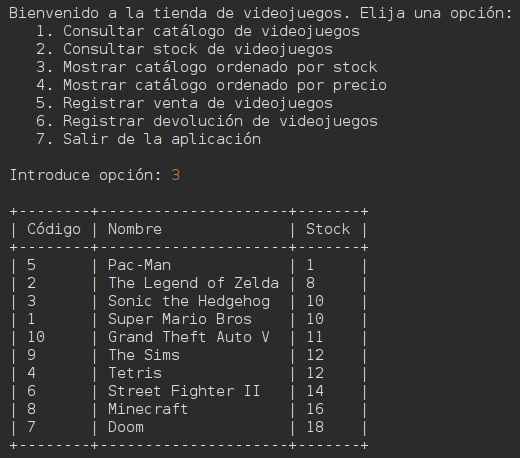 Bienvenido a la tienda de videojuegos. Elija una opción:
   1. Consultar catálogo de videojuegos
   2. Consultar stock de videojuegos
   3. Mostrar catálogo ordenado por stock
   4. Mostrar catálogo ordenado por precio
   5. Registrar venta de videojuegos
   6. Registrar devolución de videojuegos
   7. Salir de la aplicación

Introduce opción: 3

+--------+---------------------+-------+
| Código | Nombre              | Stock |
+--------+---------------------+-------+
| 5      | Pac-Man             | 1     |
| 2      | The Legend of Zelda | 8     |
| 3      | Sonic the Hedgehog  | 10    |
| 1      | Super Mario Bros    | 10    |
| 10     | Grand Theft Auto V  | 11    |
| 9      | The Sims            | 12    |
| 4      | Tetris              | 12    |
| 6      | Street Fighter II   | 14    |
| 8      | Minecraft           | 16    |
| 7      | Doom                | 18    |
+--------+---------------------+-------+